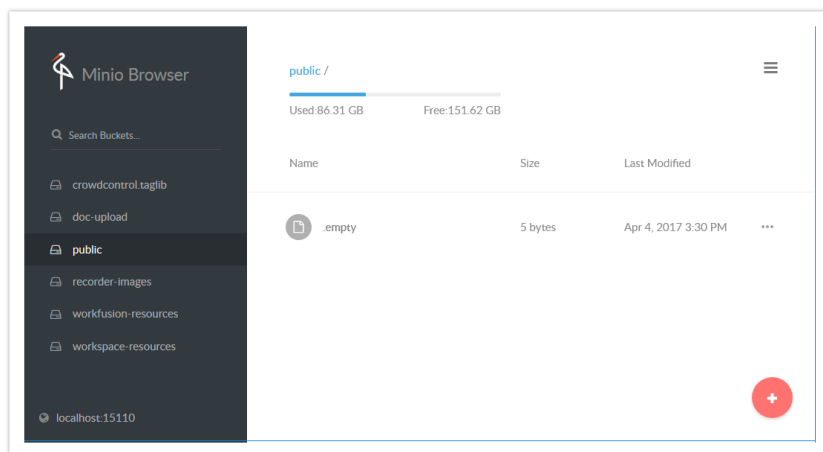 Minio Browser
Search Buckets...
crowdcontrol.taglib
doc-upload
public
recorder-images
workfusion-resources
workspace-resources
localhost:15110
public /
Used:86.31 GB Free:151.62 GB
Name Size Last Modified
.empty 5 bytes Apr 4, 2017 3:30 PM